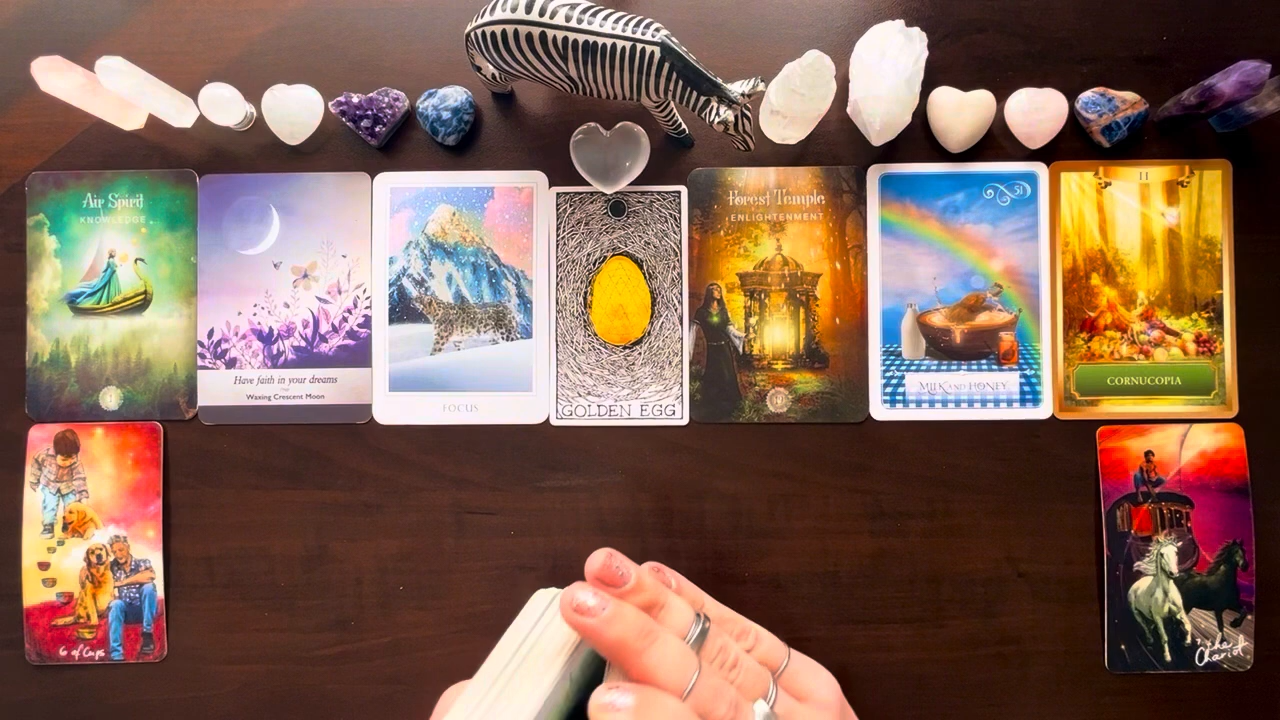 Air Spirit
KNOWLEDGE
Have faith in your dreams
Waxing Crescent Moon
FOCUS
GOLDEN EGG
Forest Temple
ENLIGHTENMENT
51
MILK AND HONEY
II
CORNUCOPIA
6 of Cups
7 The Chariot